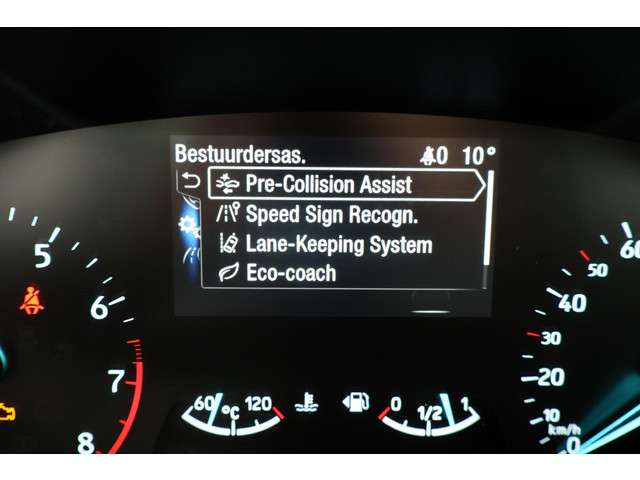 Bestuurdersas. 0 10°
Pre-Collision Assist
Speed Sign Recogn.
Lane-Keeping System
Eco-coach
5
6
7
8
60 °C 120
0 1/2 1
60
50
40
30
20
10
km/h
0